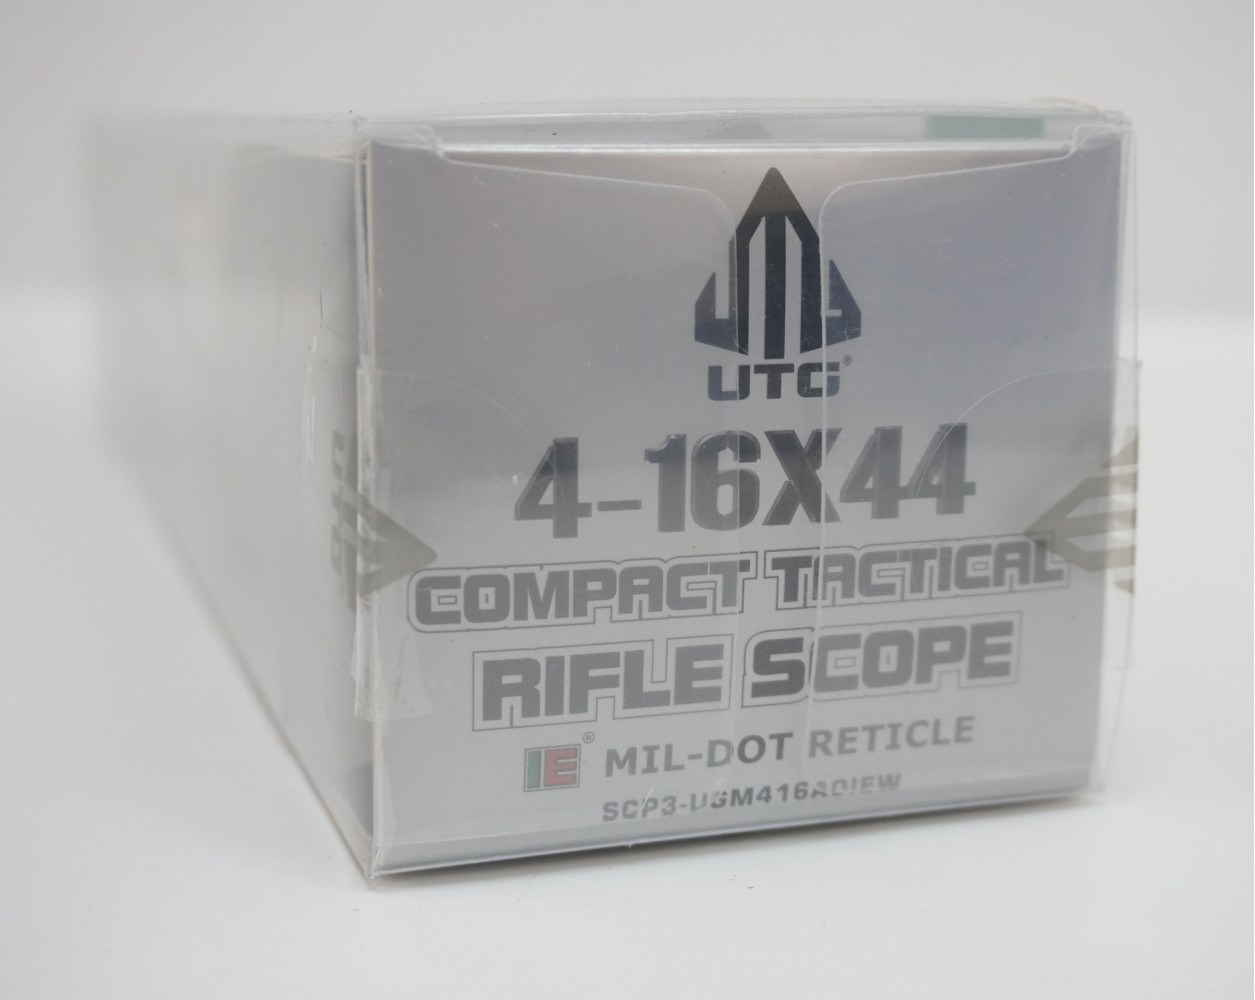 UTG®
4-16X44
COMPACT TACTICAL
RIFLE SCOPE
IE® MIL-DOT RETICLE
SCP3-UGM416AOIEW